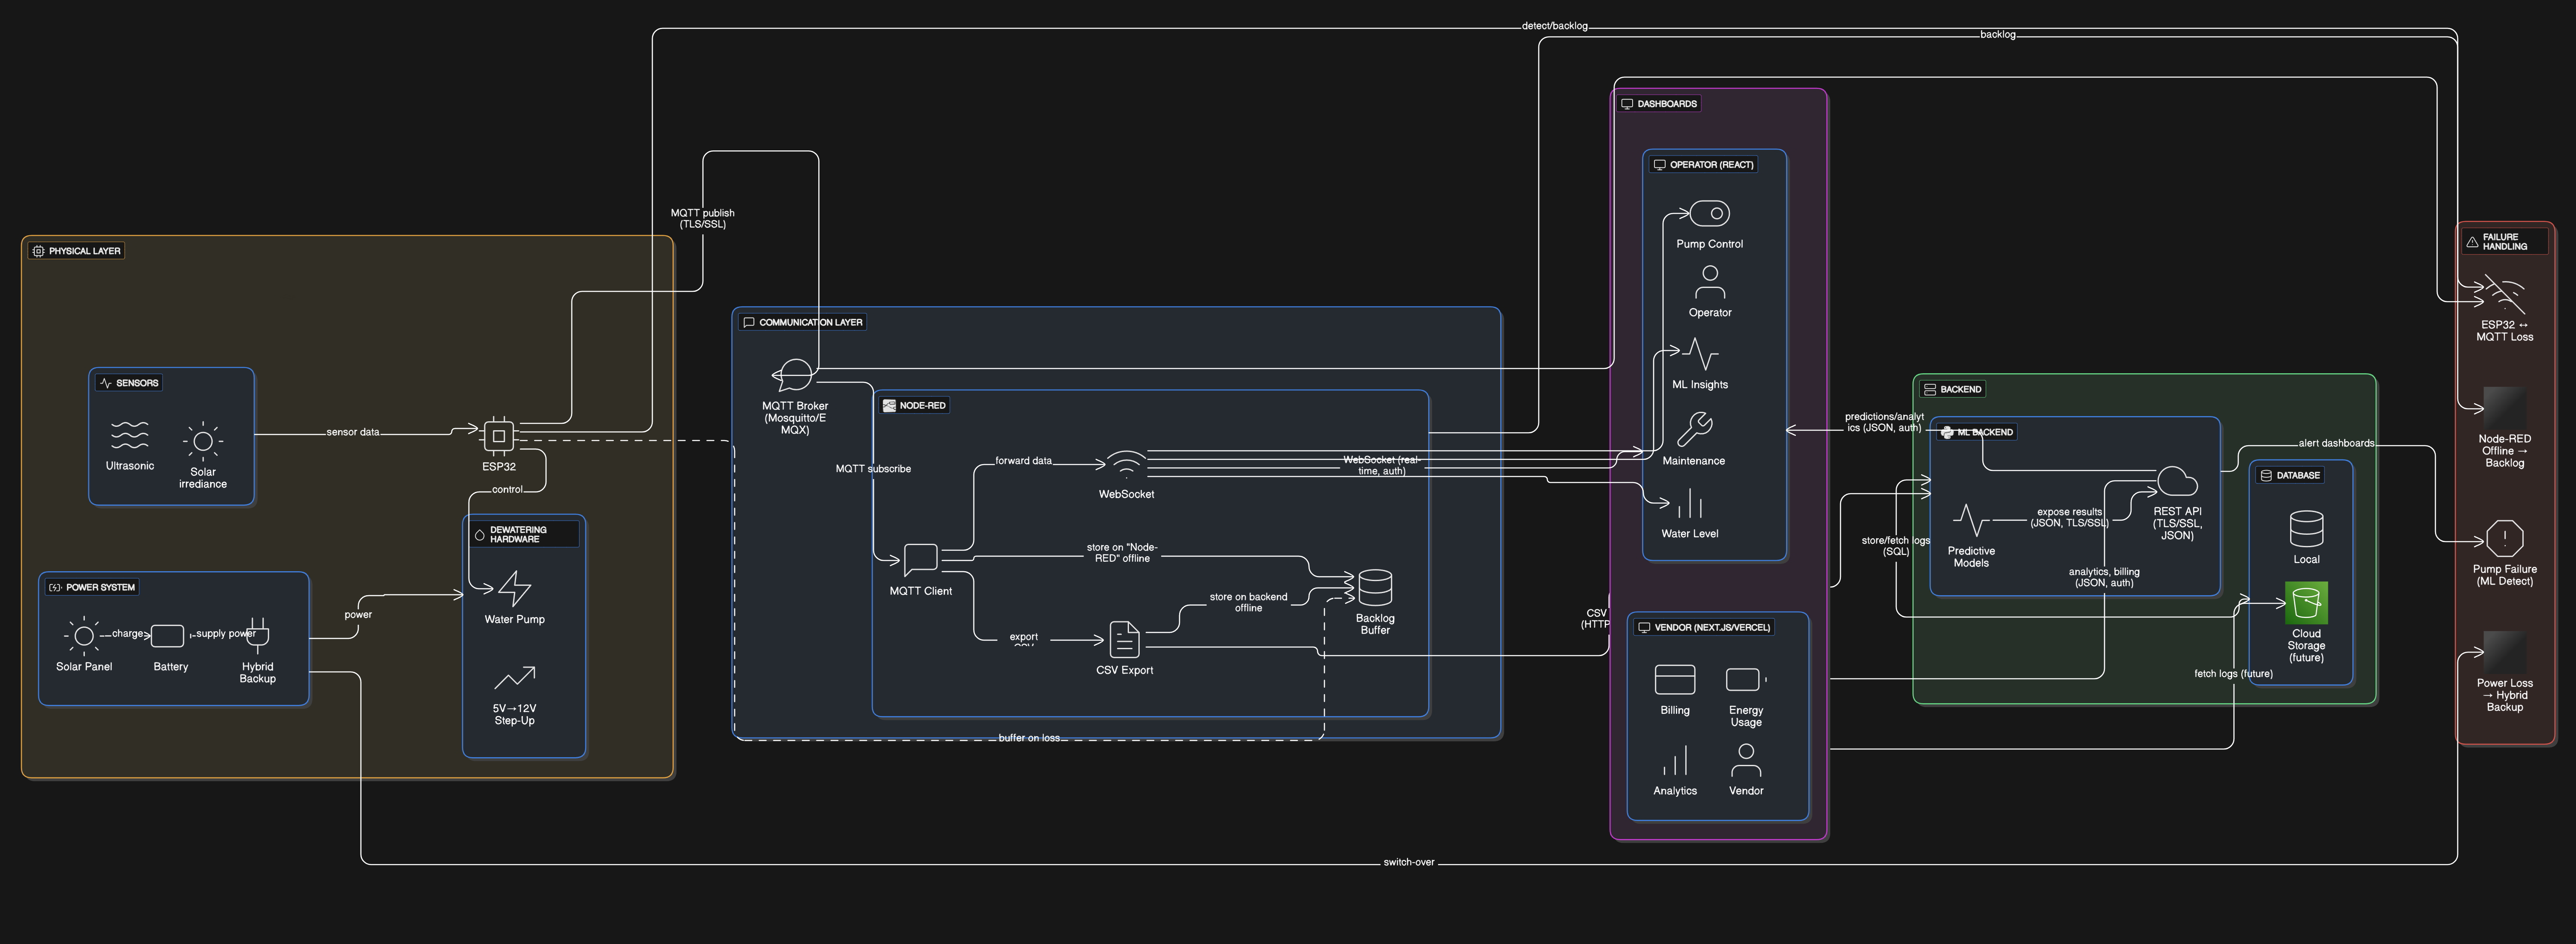 detect/backlog
backlog
PHYSICAL LAYER
SENSORS
Ultrasonic
Solar
irradiance
sensor data
ESP32
control
DEWATERING
HARDWARE
Water Pump
5V→12V
Step-Up
POWER SYSTEM
Solar Panel
charge
Battery
supply power
Hybrid
Backup
power
MQTT publish
(TLS/SSL)
COMMUNICATION LAYER
MQTT Broker
(Mosquitto/E
MQX)
MQTT subscribe
NODE-RED
forward data
WebSocket
WebSocket (real-
time, auth)
MQTT Client
store on "Node-
RED" offline
store on backend
offline
export
CSV Export
Backlog
Buffer
buffer on loss
CSV
(HTTP
DASHBOARDS
OPERATOR (REACT)
Pump Control
Operator
ML Insights
Maintenance
Water Level
VENDOR (NEXT.JS/VERCEL)
Billing
Energy
Usage
Analytics
Vendor
BACKEND
predictions/analyt
ics (JSON, auth)
ML BACKEND
Predictive
Models
expose results
(JSON, TLS/SSL)
REST API
(TLS/SSL,
JSON)
store/fetch logs
(SQL)
analytics, billing
(JSON, auth)
fetch logs (future)
alert dashboards
DATABASE
Local
Cloud
Storage
(future)
FAILURE
HANDLING
ESP32 ↔
MQTT Loss
Node-RED
Offline →
Backlog
Pump Failure
(ML Detect)
Power Loss
→ Hybrid
Backup
switch-over